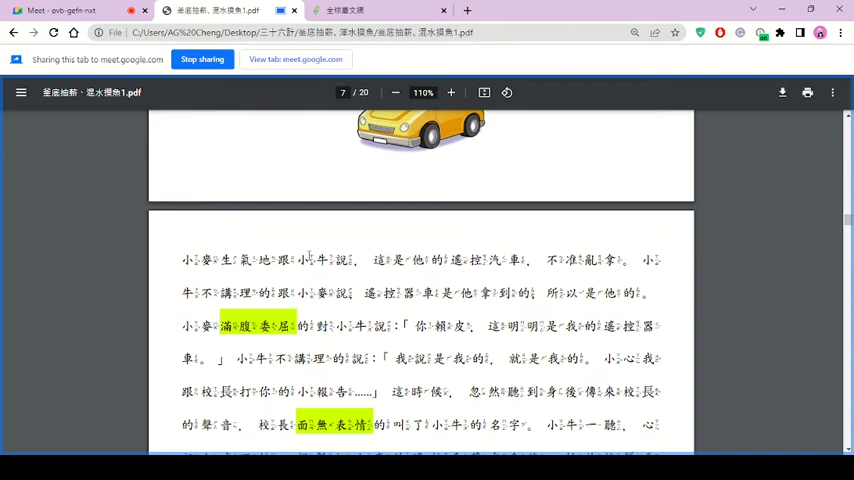 Meet - ovb-gefn-nxt
釜底抽薪、混水摸魚1.pdf
全球華文網
File | C:/Users/AG%20Cheng/Desktop/三十六計/釜底抽薪、渾水摸魚/釜底抽薪、混水摸魚1.pdf
Sharing this tab to meet.google.com
Stop sharing
View tab: meet.google.com
釜底抽薪、混水摸魚1.pdf
7 / 20
110%
小麥生氣地跟小牛說，這是他的遙控汽車，不准亂拿。小
牛不講理的跟小麥說，遙控器車是他拿到的，所以是他的。
小麥滿腹委屈的對小牛說：「你賴皮，這明明是我的遙控器
車。」小牛不講理的說：「我說是我的，就是我的。小心我
跟校長打你的小報告……」這時候，忽然聽到身後傳來校長
的聲音，校長面無表情的叫了小牛的名字。小牛一聽，心